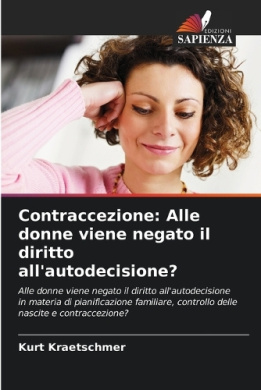 EDIZIONI
SAPIENZA
Contraccezione: Alle
donne viene negato il
diritto
all'autodecisione?
Alle donne viene negato il diritto all'autodecisione
in materia di pianificazione familiare, controllo delle
nascite e contraccezione?
Kurt Kraetschmer